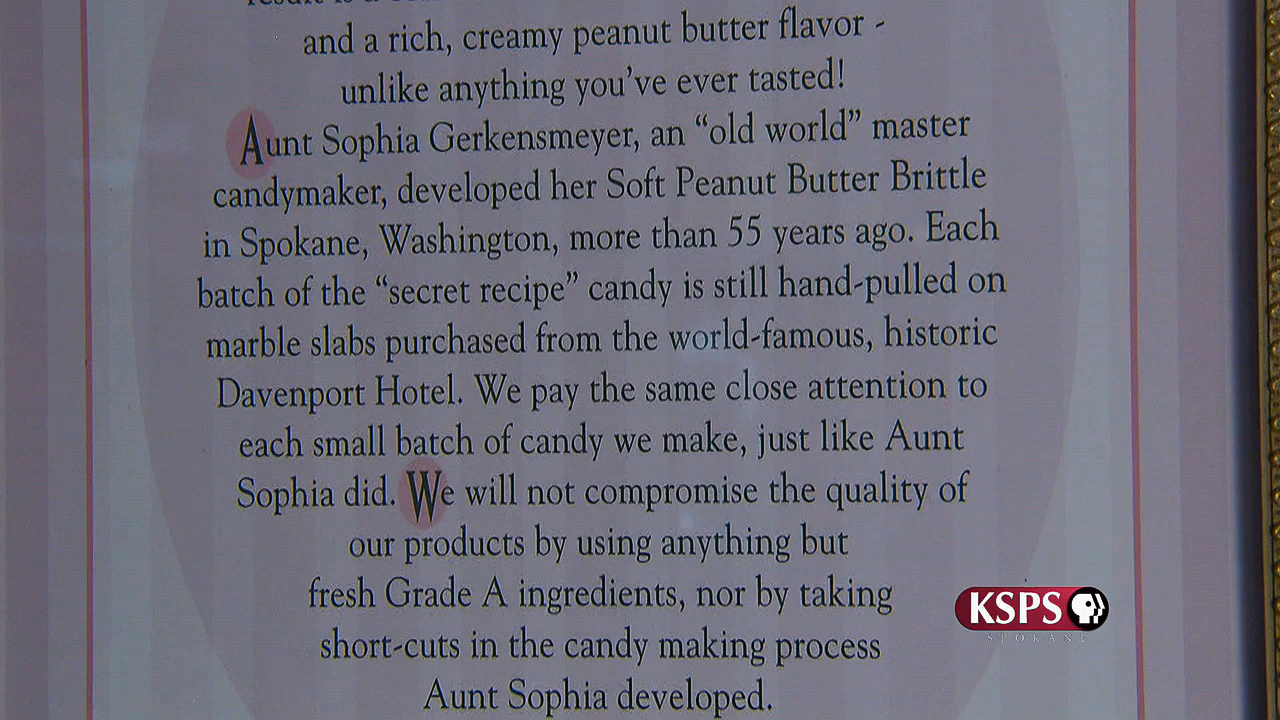 and a rich, creamy peanut butter flavor -
unlike anything you've ever tasted!
Aunt Sophia Gerkensmeyer, an “old world” master
candymaker, developed her Soft Peanut Butter Brittle
in Spokane, Washington, more than 55 years ago. Each
batch of the “secret recipe” candy is still hand-pulled on
marble slabs purchased from the world-famous, historic
Davenport Hotel. We pay the same close attention to
each small batch of candy we make, just like Aunt
Sophia did. We will not compromise the quality of
our products by using anything but
fresh Grade A ingredients, nor by taking
short-cuts in the candy making process
Aunt Sophia developed.
KSPS
SPOKANE